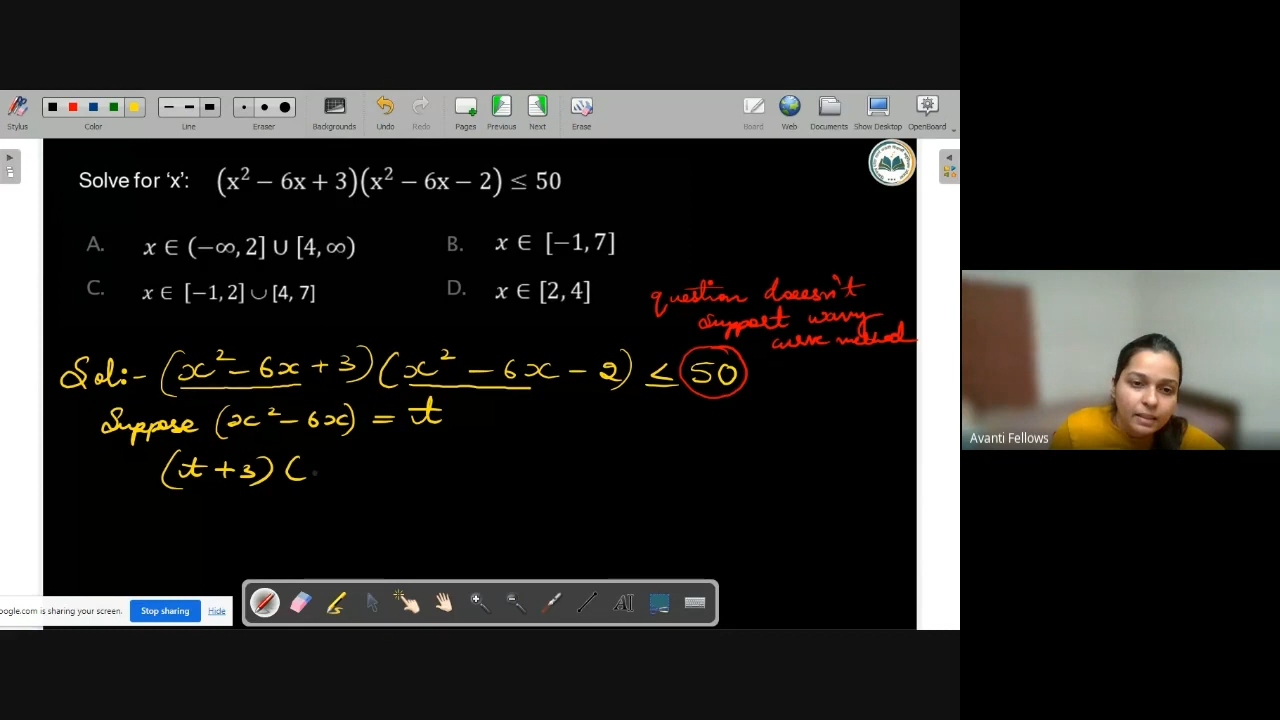 Stylus Color Line Eraser Backgrounds Undo Redo Pages Previous Next Erase Board Web Documents Show Desktop OpenBoard
Solve for ‘x’: (x² − 6x + 3)(x² − 6x − 2) ≤ 50
A. x ∈ (−∞, 2] ∪ [4, ∞)
B. x ∈ [−1, 7]
C. x ∈ [−1, 2] ∪ [4, 7]
D. x ∈ [2, 4]
question doesn't
support wavy
curve method
Sol:- (x² − 6x + 3) (x² − 6x − 2) ≤ 50
Suppose (x² − 6x) = t
(t + 3) (
Avanti Fellows
oogle.com is sharing your screen. Stop sharing Hide